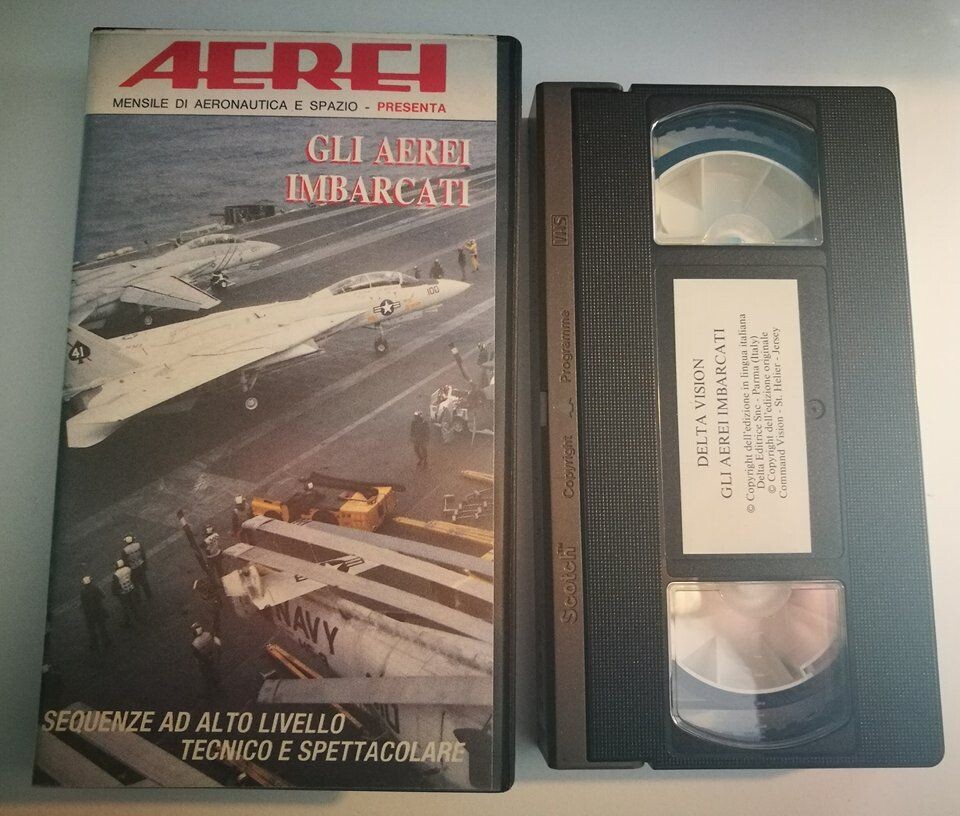 AEREI
MENSILE DI AERONAUTICA E SPAZIO - PRESENTA
GLI AEREI
IMBARCATI
100
41
NAVY
SEQUENZE AD ALTO LIVELLO
TECNICO E SPETTACOLARE
VHS
Scotch™ Copyright Programme
DELTA VISION
GLI AEREI IMBARCATI
© Copyright dell'edizione in lingua italiana
Delta Editrice Snc - Parma (Italy)
© Copyright dell'edizione originale
Command Vision - St. Helier - Jersey